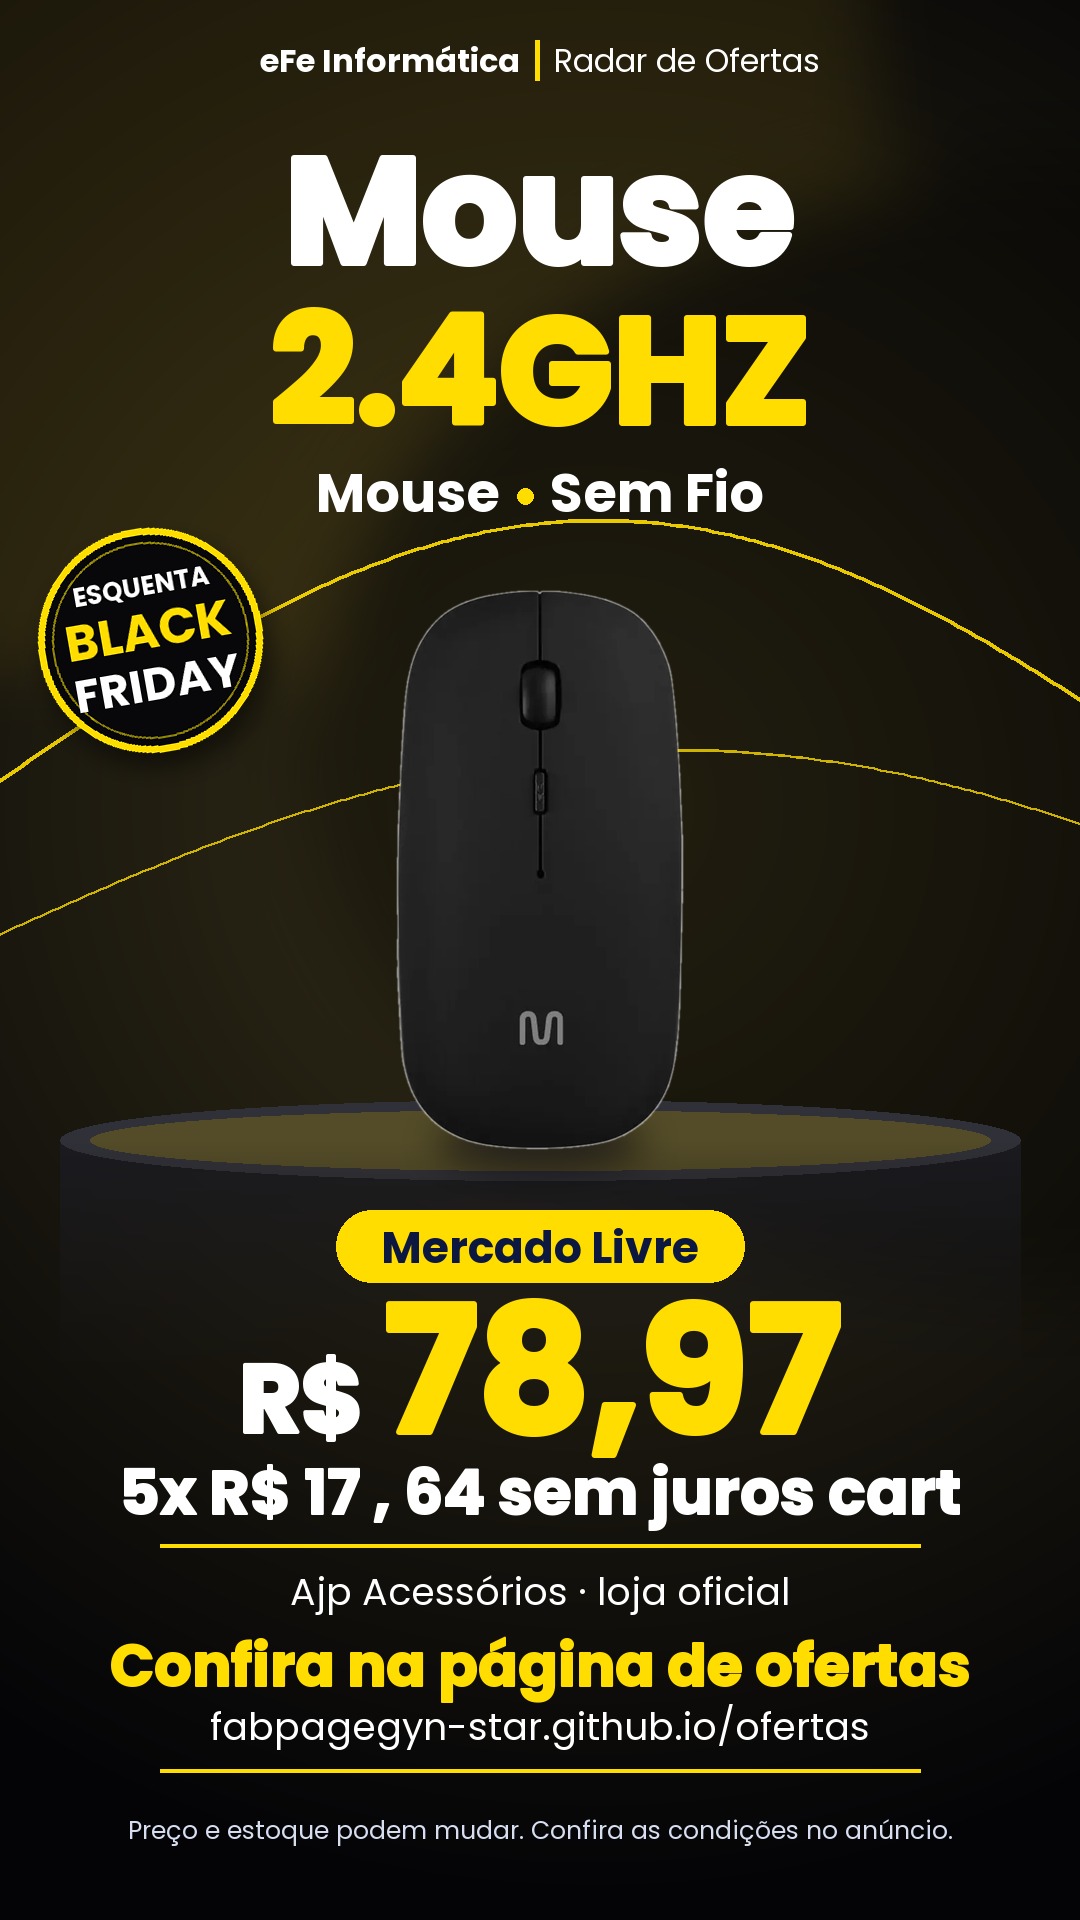 eFe Informática | Radar de Ofertas
Mouse
2.4GHZ
Mouse • Sem Fio
ESQUENTA
BLACK
FRIDAY
Mercado Livre
R$ 78,97
5x R$ 17 , 64 sem juros cart
Ajp Acessórios · loja oficial
Confira na página de ofertas
fabpagegyn-star.github.io/ofertas
Preço e estoque podem mudar. Confira as condições no anúncio.